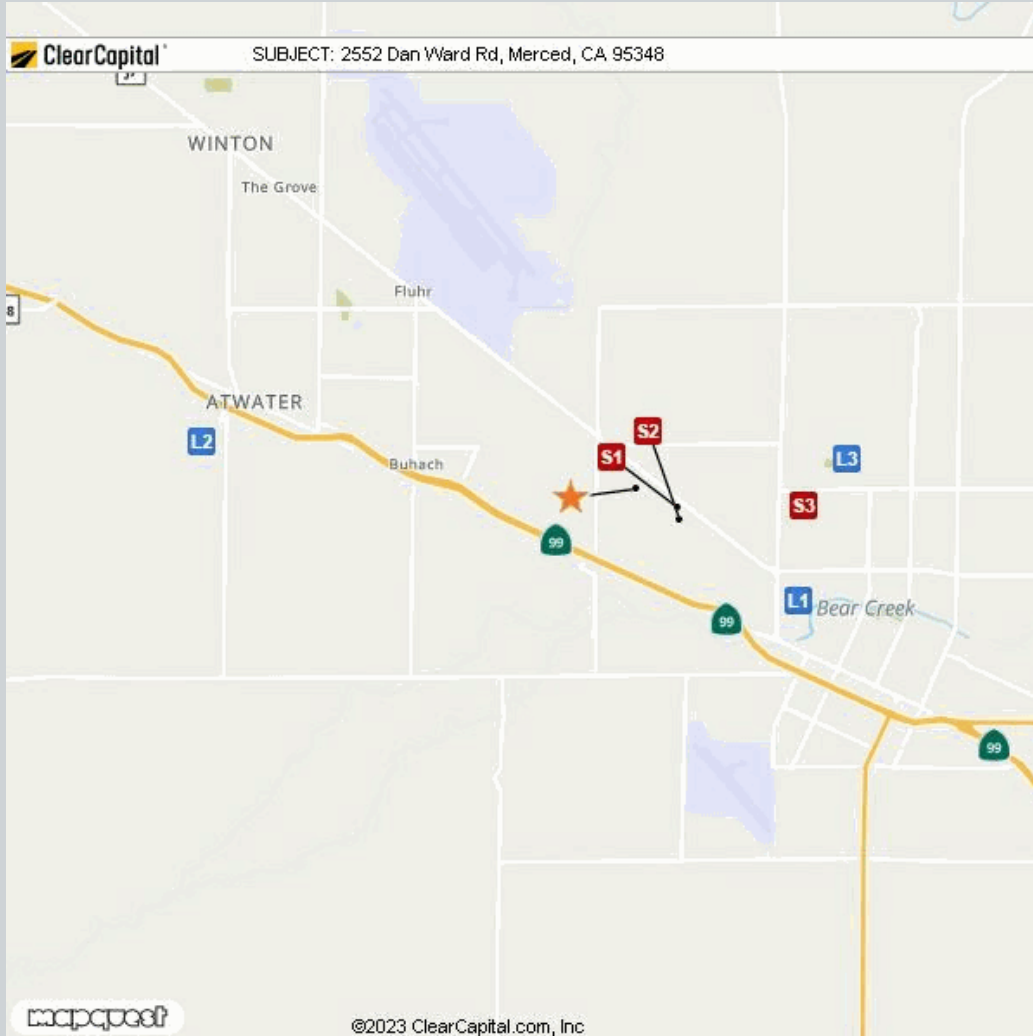 ClearCapital
SUBJECT: 2552 Dan Ward Rd, Merced, CA 95348
WINTON
The Grove
Fluhr
8
ATWATER
S2
L2
S1
L3
Buhach
S3
99
L1
Bear Creek
99
99
mapquest
©2023 ClearCapital.com, Inc